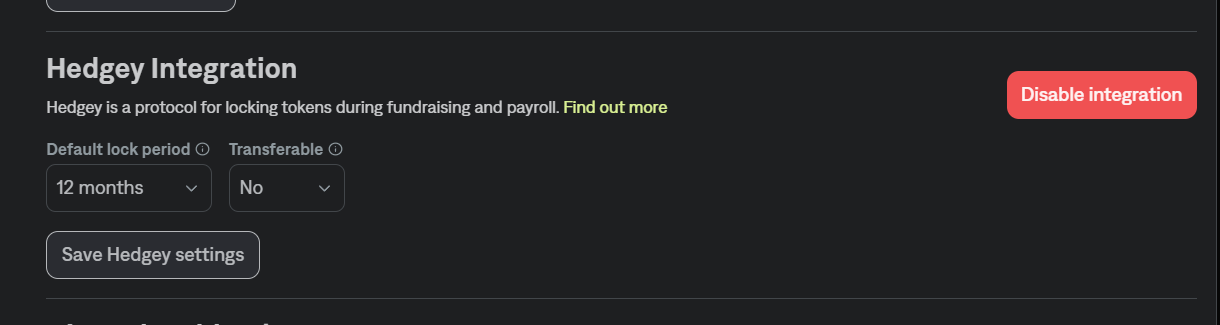 Hedgey Integration
Hedgey is a protocol for locking tokens during fundraising and payroll. Find out more
Disable integration
Default lock period
Transferable
12 months
No
Save Hedgey settings